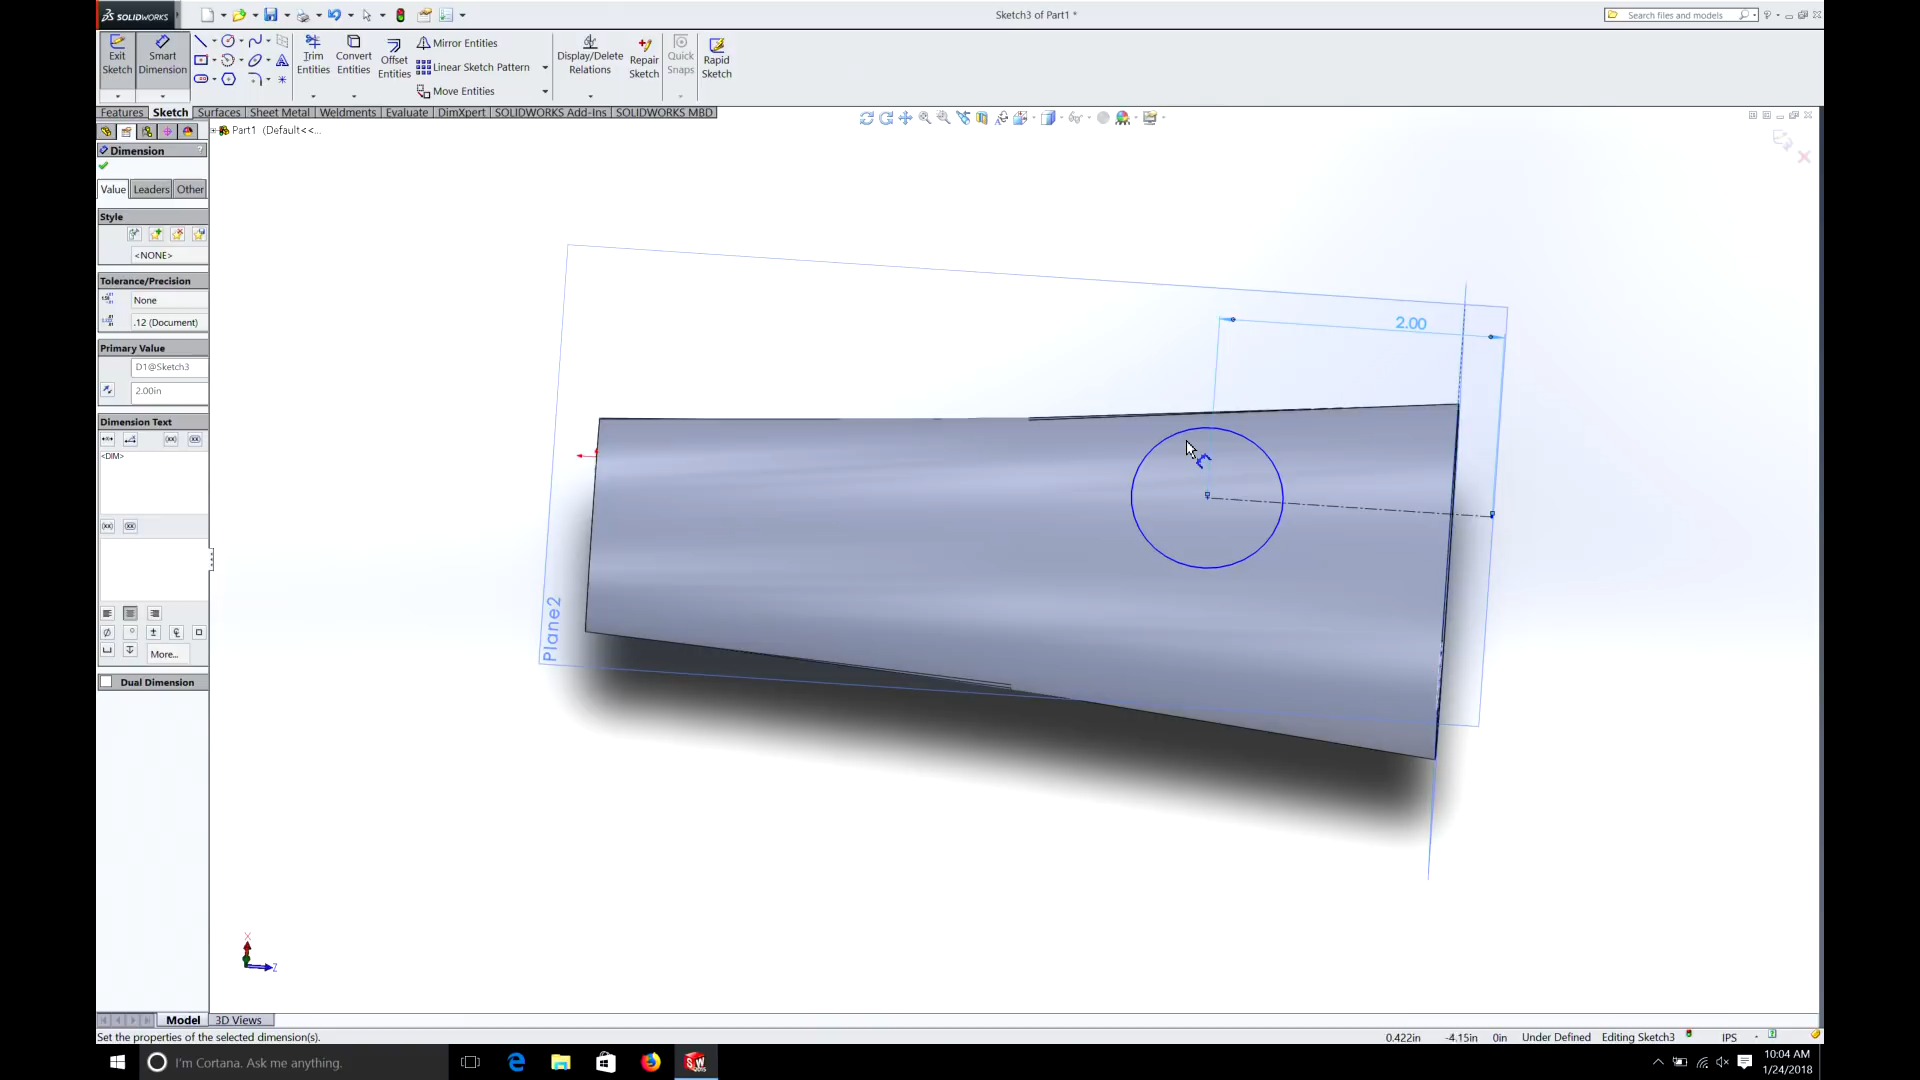 SOLIDWORKS
Sketch3 of Part1 *
Search files and models
Exit Sketch
Smart Dimension
Trim Entities
Convert Entities
Offset Entities
Mirror Entities
Linear Sketch Pattern
Move Entities
Display/Delete Relations
Repair Sketch
Quick Snaps
Rapid Sketch
Features
Sketch
Surfaces
Sheet Metal
Weldments
Evaluate
DimXpert
SOLIDWORKS Add-Ins
SOLIDWORKS MBD
Part1 (Default<<...
Dimension
Value
Leaders
Other
Style
<NONE>
Tolerance/Precision
None
.12 (Document)
Primary Value
D1@Sketch3
2.00in
Dimension Text
<DIM>
More...
Dual Dimension
2.00
Plane2
X
Z
Model
3D Views
Set the properties of the selected dimension(s).
0.422in
-4.15in
0in
Under Defined
Editing Sketch3
IPS
I'm Cortana. Ask me anything.
10:04 AM
1/24/2018